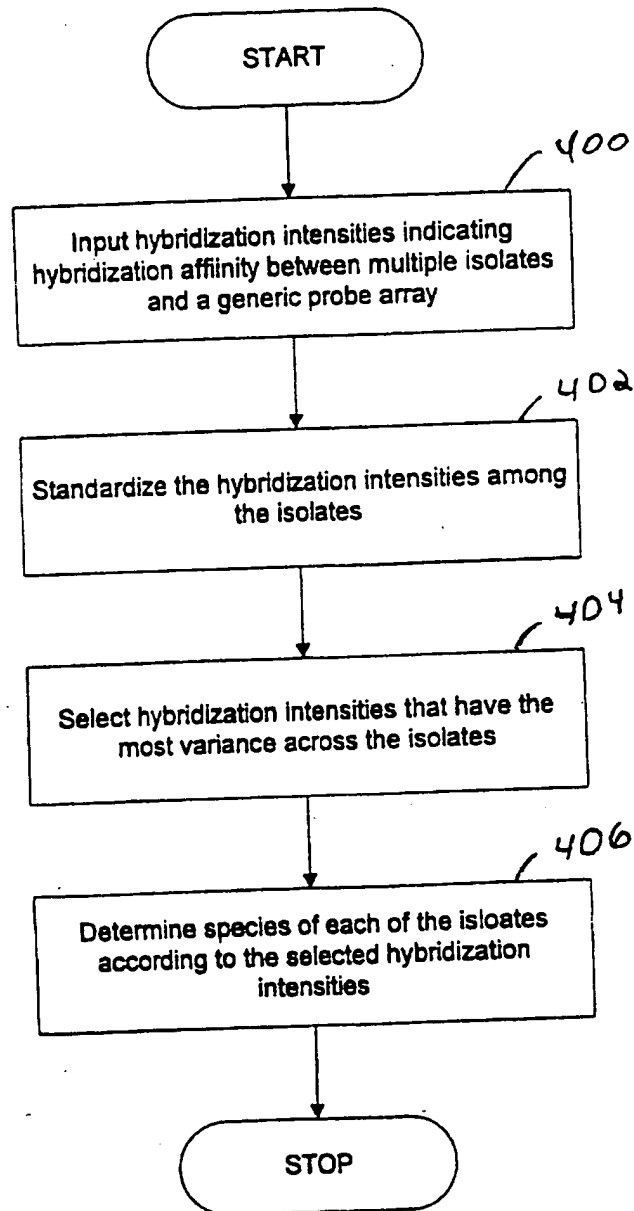 START
400
Input hybridization intensities indicating
hybridization affinity between multiple isolates
and a generic probe array
402
Standardize the hybridization intensities among
the isolates
404
Select hybridization intensities that have the
most variance across the isolates
406
Determine species of each of the isloates
according to the selected hybridization
intensities
STOP